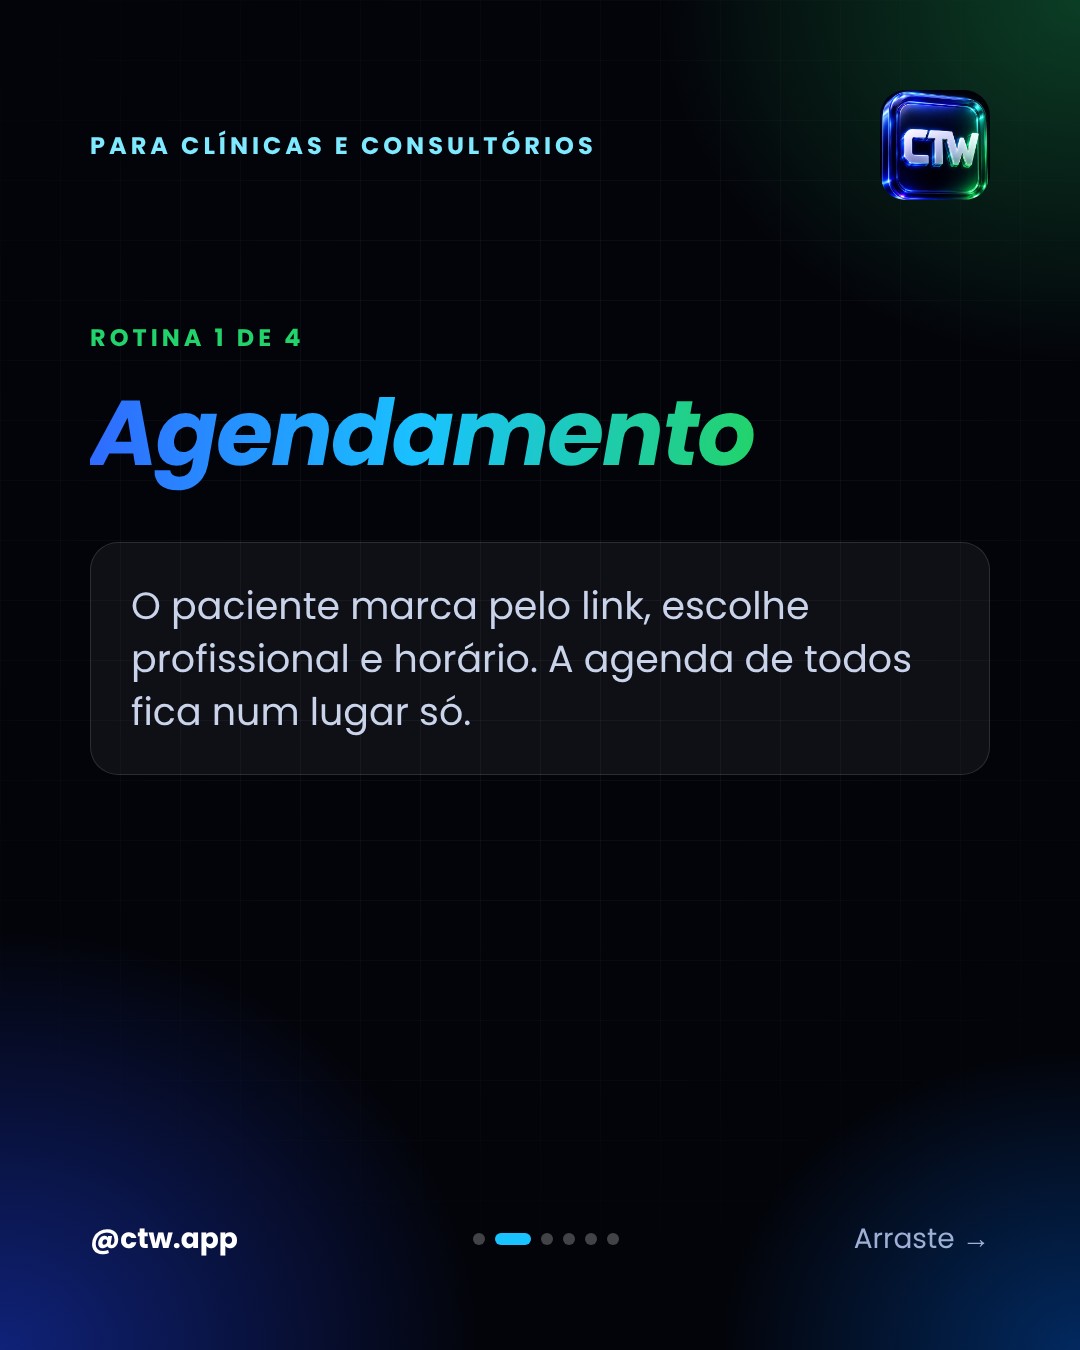 PARA CLÍNICAS E CONSULTÓRIOS
CTW
ROTINA 1 DE 4
Agendamento
O paciente marca pelo link, escolhe
profissional e horário. A agenda de todos
fica num lugar só.
@ctw.app
Arraste →